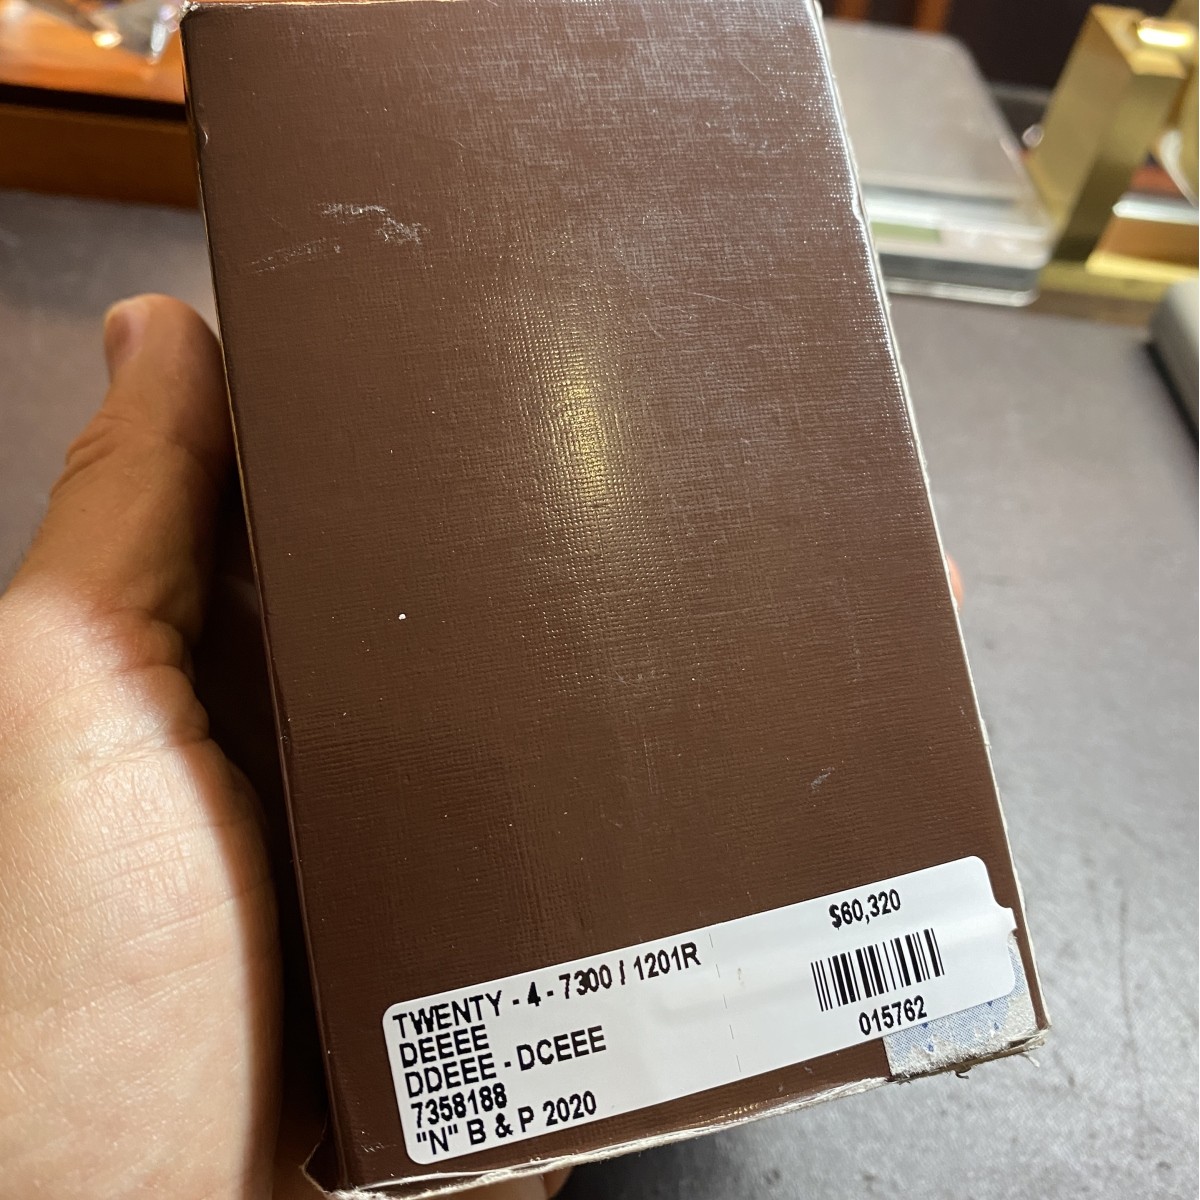 TWENTY - 4 - 7300 / 1201R
DEEEE
DDEEE - DCEEE
7358188
"N" B & P 2020
$60,320
015762